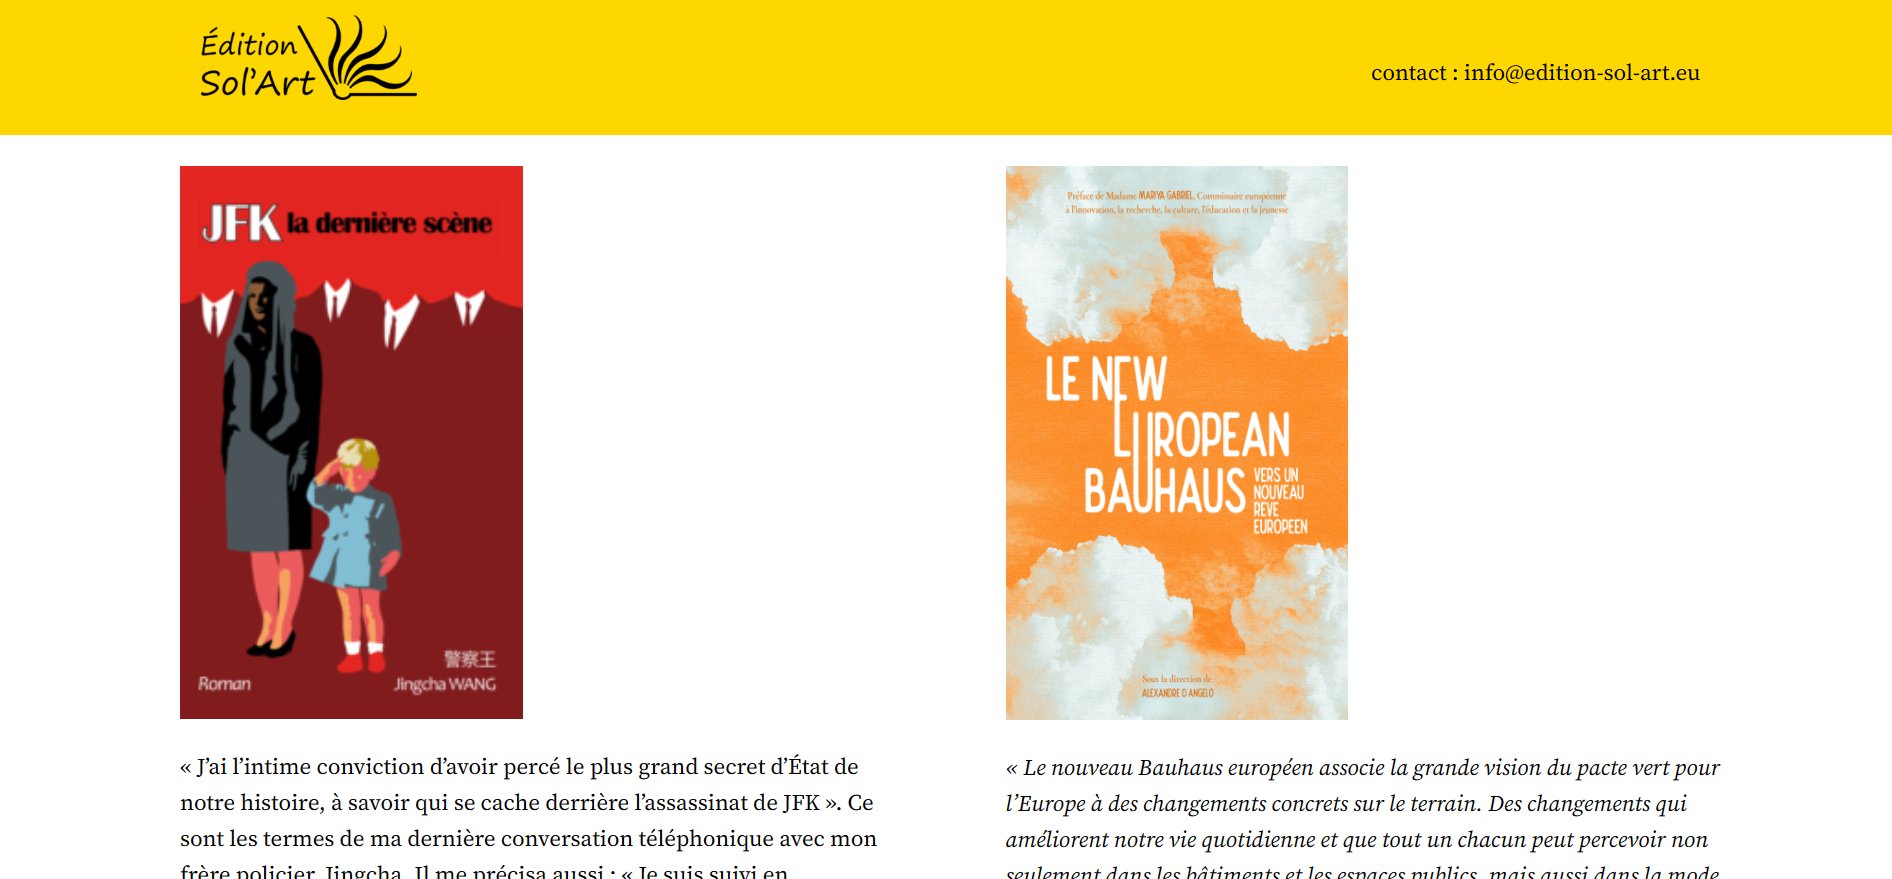 Édition
Sol'Art
contact : info@edition-sol-art.eu
JFK la dernière scène
警察王
Roman
Jingcha WANG
Préface de Madame MARIYA GABRIEL, Commissaire européenne
à l'innovation, la recherche, la culture, l'éducation et la jeunesse
LE NEW
EUROPEAN
BAUHAUS
VERS UN
NOUVEAU
REVE
EUROPEEN
Sous la direction de
ALEXANDRE D'ANGELO
« J’ai l’intime conviction d’avoir percé le plus grand secret d’État de
notre histoire, à savoir qui se cache derrière l’assassinat de JFK ». Ce
sont les termes de ma dernière conversation téléphonique avec mon
frère policier Jingcha. Il me précisa aussi : « Je suis suivi en
« Le nouveau Bauhaus européen associe la grande vision du pacte vert pour
l’Europe à des changements concrets sur le terrain. Des changements qui
améliorent notre vie quotidienne et que tout un chacun peut percevoir non
seulement dans les bâtiments et les espaces publics, mais aussi dans la mode